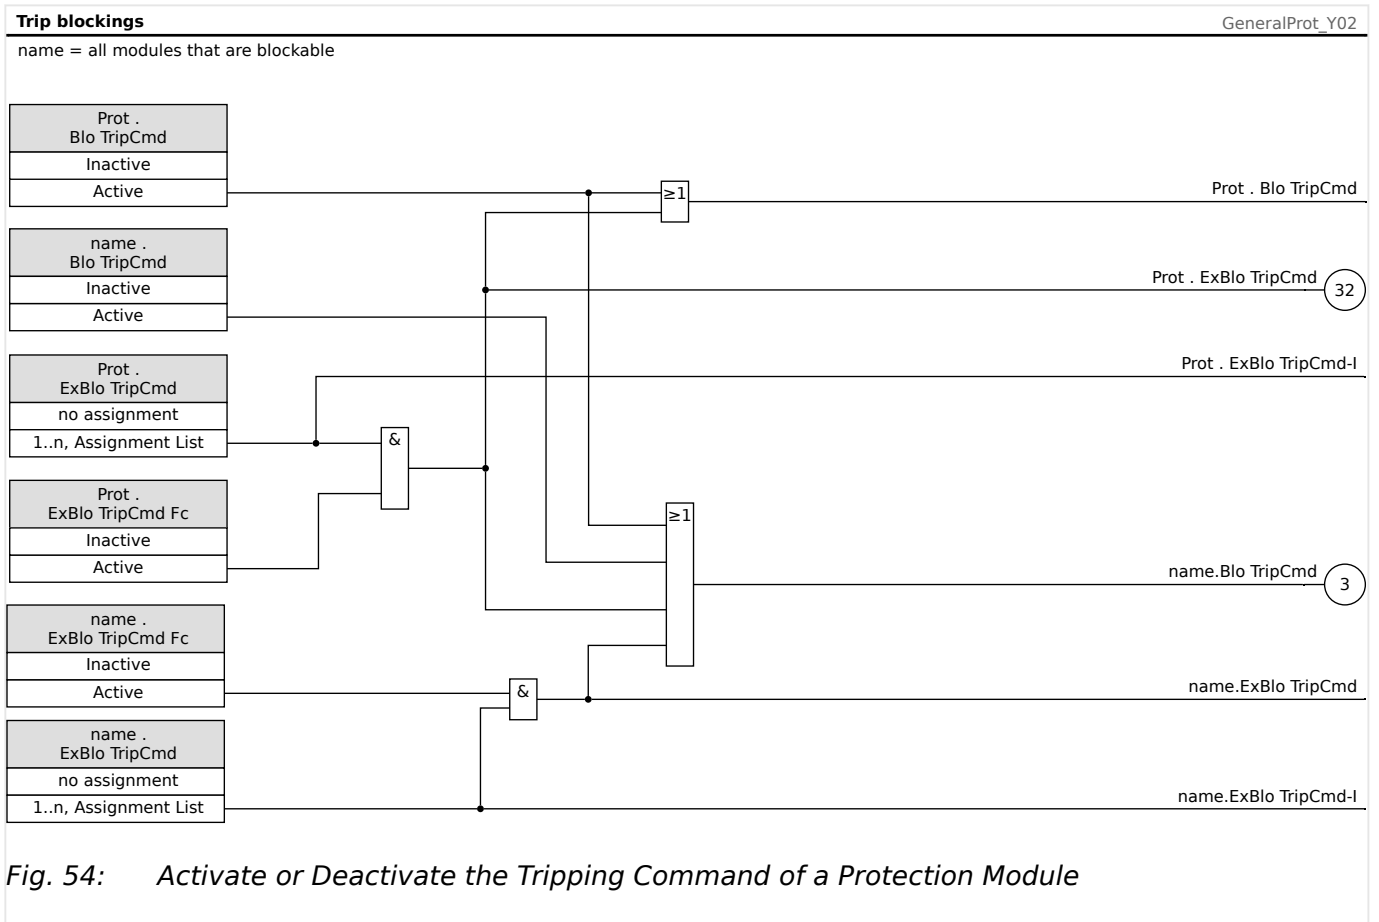 Trip blockings
GeneralProt_Y02
name = all modules that are blockable
Prot .
Blo TripCmd
Inactive
Active
≥1
Prot . Blo TripCmd
name .
Blo TripCmd
Inactive
Active
Prot . ExBlo TripCmd
32
Prot .
ExBlo TripCmd
no assignment
1..n, Assignment List
&
Prot . ExBlo TripCmd-I
Prot .
ExBlo TripCmd Fc
Inactive
Active
≥1
name.Blo TripCmd
3
name .
ExBlo TripCmd Fc
Inactive
Active
&
name.ExBlo TripCmd
name .
ExBlo TripCmd
no assignment
1..n, Assignment List
name.ExBlo TripCmd-I
Fig. 54: Activate or Deactivate the Tripping Command of a Protection Module